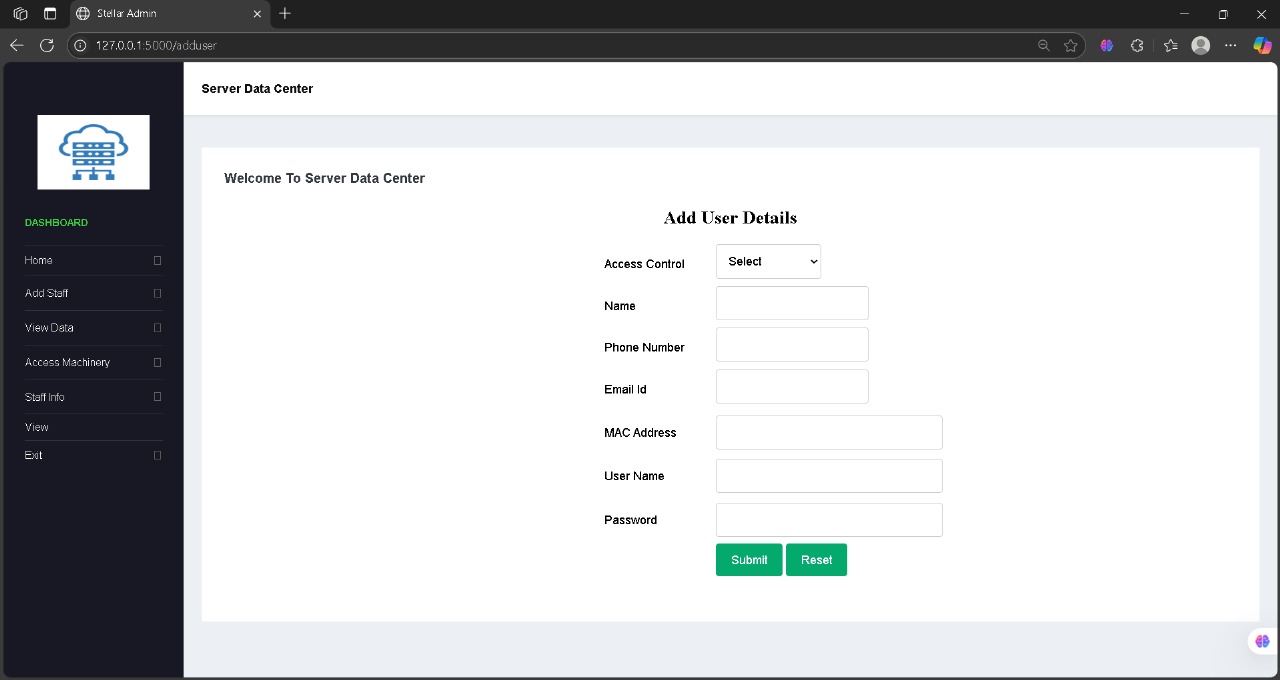 Stellar Admin
127.0.0.1:5000/adduser
Server Data Center
DASHBOARD
Home
Add Staff
View Data
Access Machinery
Staff Info
View
Exit
Welcome To Server Data Center
Add User Details
Access Control
Select
Name
Phone Number
Email Id
MAC Address
User Name
Password
Submit
Reset